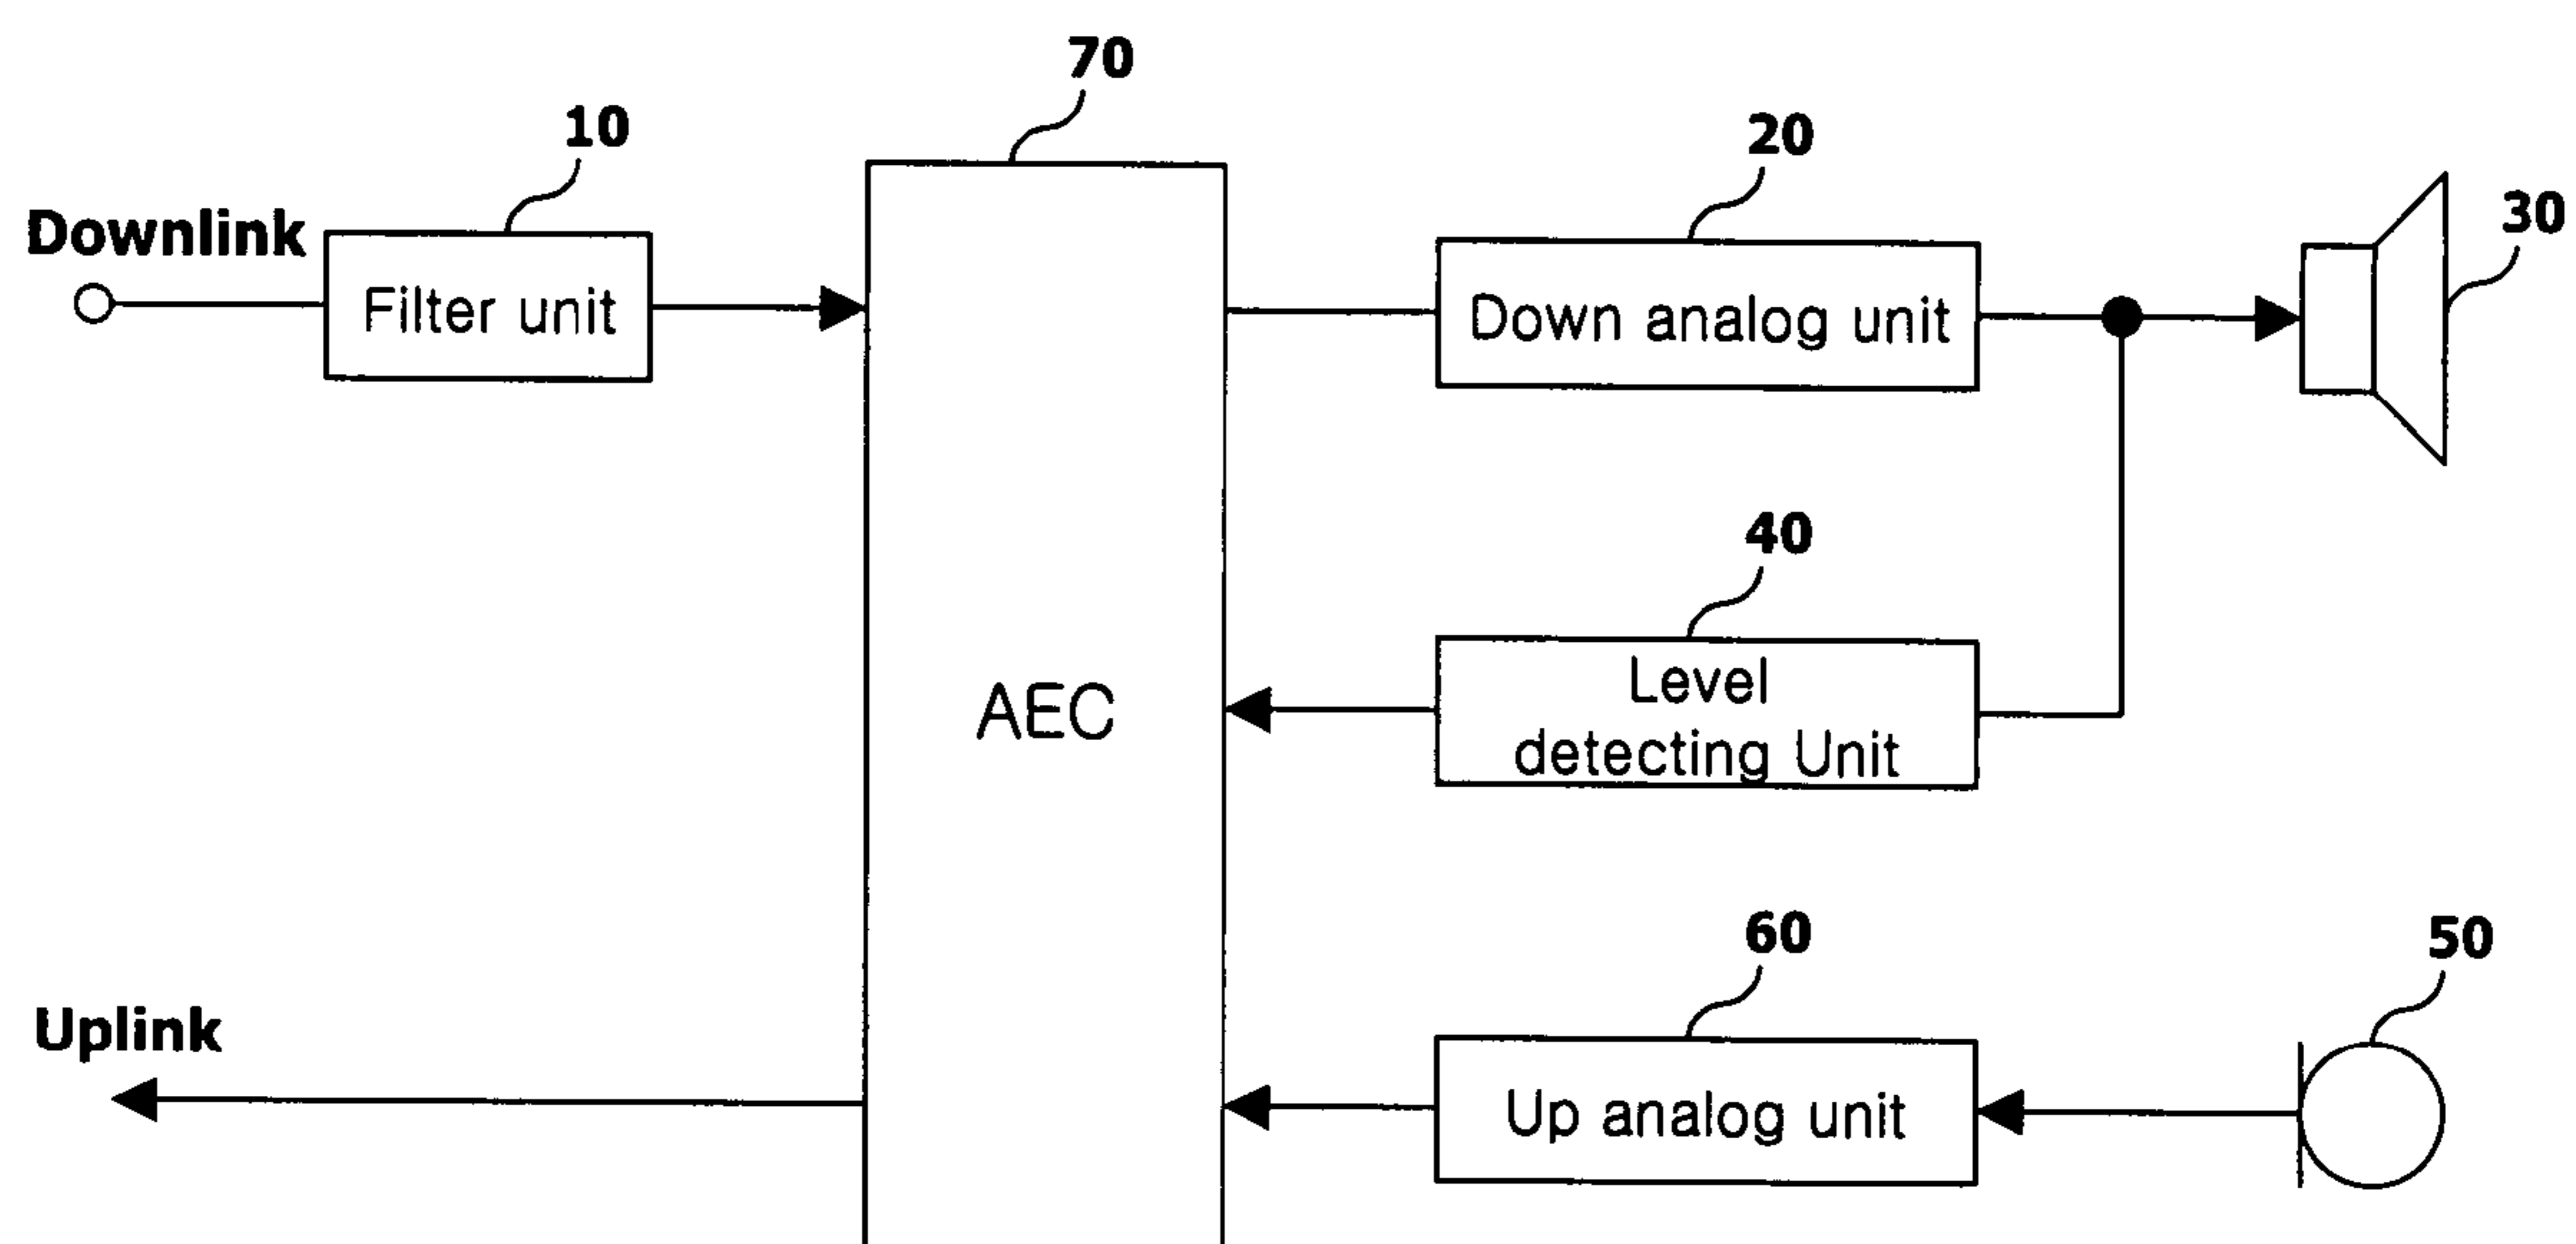 70
10
20
30
Downlink
Filter unit
Down analog unit
40
Level
detecting Unit
AEC
60
50
Uplink
Up analog unit